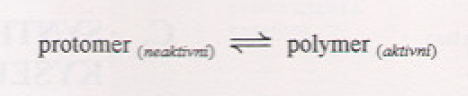 protomer (neaktivní) ⇌ polymer (aktivní)